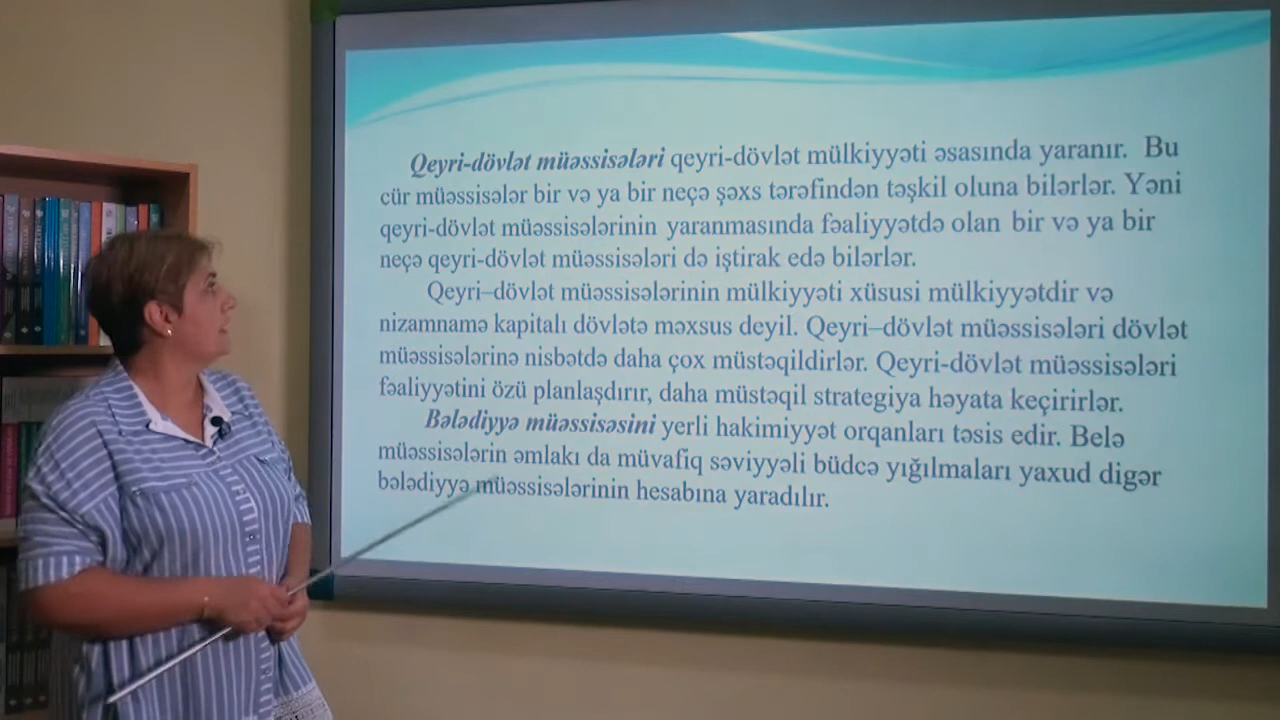 Qeyri-dövlət müəssisələri qeyri-dövlət mülkiyyəti əsasında yaranır. Bu
cür müəssisələr bir və ya bir neçə şəxs tərəfindən təşkil oluna bilərlər. Yəni
qeyri-dövlət müəssisələrinin yaranmasında fəaliyyətdə olan bir və ya bir
neçə qeyri-dövlət müəssisələri də iştirak edə bilərlər.
Qeyri–dövlət müəssisələrinin mülkiyyəti xüsusi mülkiyyətdir və
nizamnamə kapitalı dövlətə məxsus deyil. Qeyri–dövlət müəssisələri dövlət
müəssisələrinə nisbətdə daha çox müstəqildirlər. Qeyri-dövlət müəssisələri
fəaliyyətini özü planlaşdırır, daha müstəqil strategiya həyata keçirirlər.
Bələdiyyə müəssisəsini yerli hakimiyyət orqanları təsis edir. Belə
müəssisələrin əmlakı da müvafiq səviyyəli büdcə yığılmaları yaxud digər
bələdiyyə müəssisələrinin hesabına yaradılır.